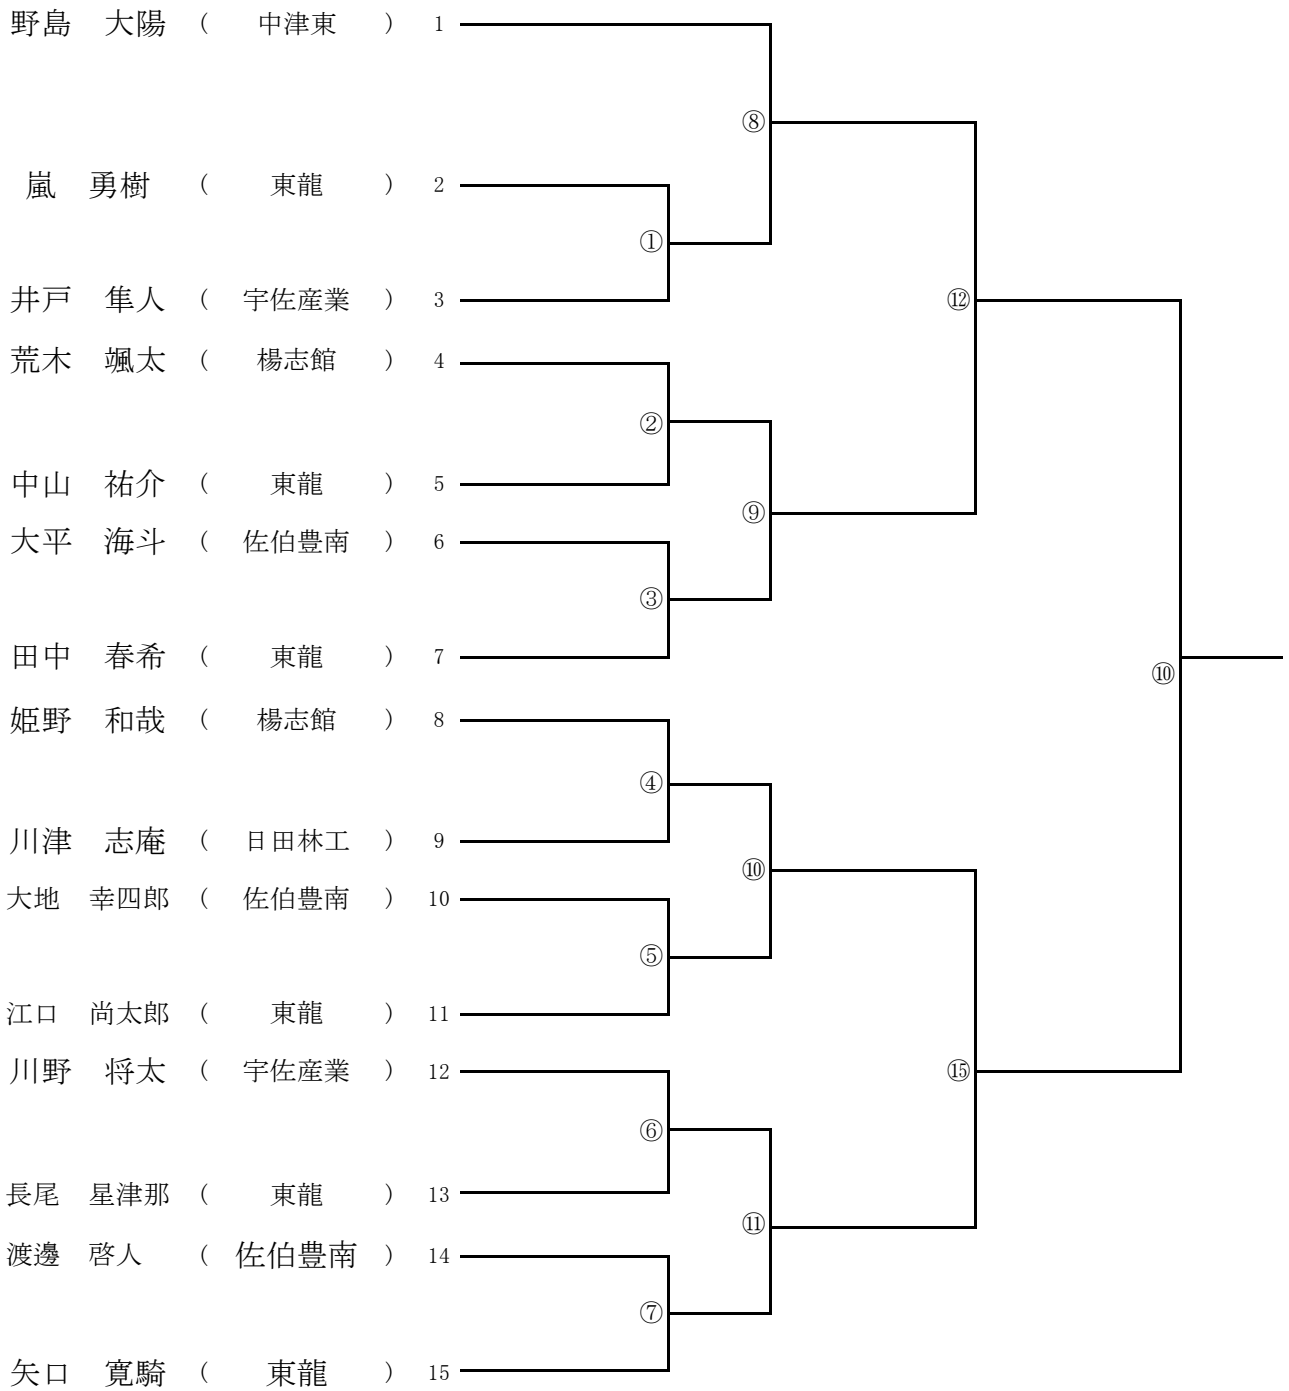 野島　大陽 （ 中津東 ） 1
⑧
嵐　勇樹 （ 東龍 ） 2
①
井戸　隼人 （ 宇佐産業 ） 3
⑫
荒木　颯太 （ 楊志館 ） 4
②
中山　祐介 （ 東龍 ） 5
⑨
大平　海斗 （ 佐伯豊南 ） 6
③
田中　春希 （ 東龍 ） 7
⑩
姫野　和哉 （ 楊志館 ） 8
④
川津　志庵 （ 日田林工 ） 9
⑩
大地　幸四郎 （ 佐伯豊南 ） 10
⑤
江口　尚太郎 （ 東龍 ） 11
川野　将太 （ 宇佐産業 ） 12
⑮
⑥
長尾　星津那 （ 東龍 ） 13
⑪
渡邊　啓人 （ 佐伯豊南 ） 14
⑦
矢口　寛騎 （ 東龍 ） 15